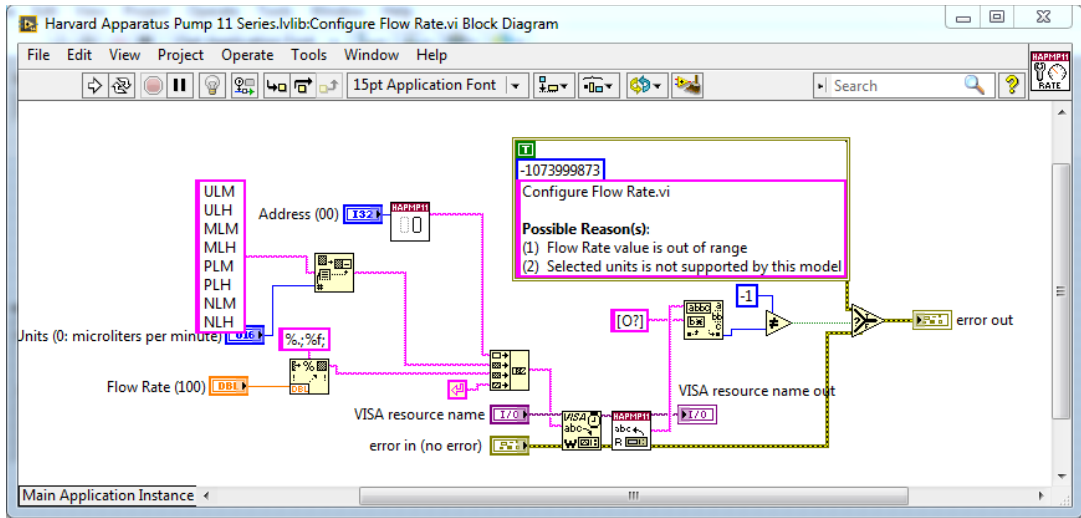 Harvard Apparatus Pump 11 Series.lvlib:Configure Flow Rate.vi Block Diagram
File Edit View Project Operate Tools Window Help
15pt Application Font
Search
HAPMP11
RATE
T
-1073999873
Configure Flow Rate.vi
Possible Reason(s):
(1) Flow Rate value is out of range
(2) Selected units is not supported by this model
ULM
ULH
MLM
MLH
PLM
PLH
NLM
NLH
Address (00) I32
HAPMP11
Units (0: microliters per minute) U16
%.;%f;
Flow Rate (100) DBL
DBL
[O?]
-1
error out
VISA resource name out
I/O
VISA resource name I/O
VISA
abc
W
HAPMP11
abc
R
error in (no error)
Main Application Instance